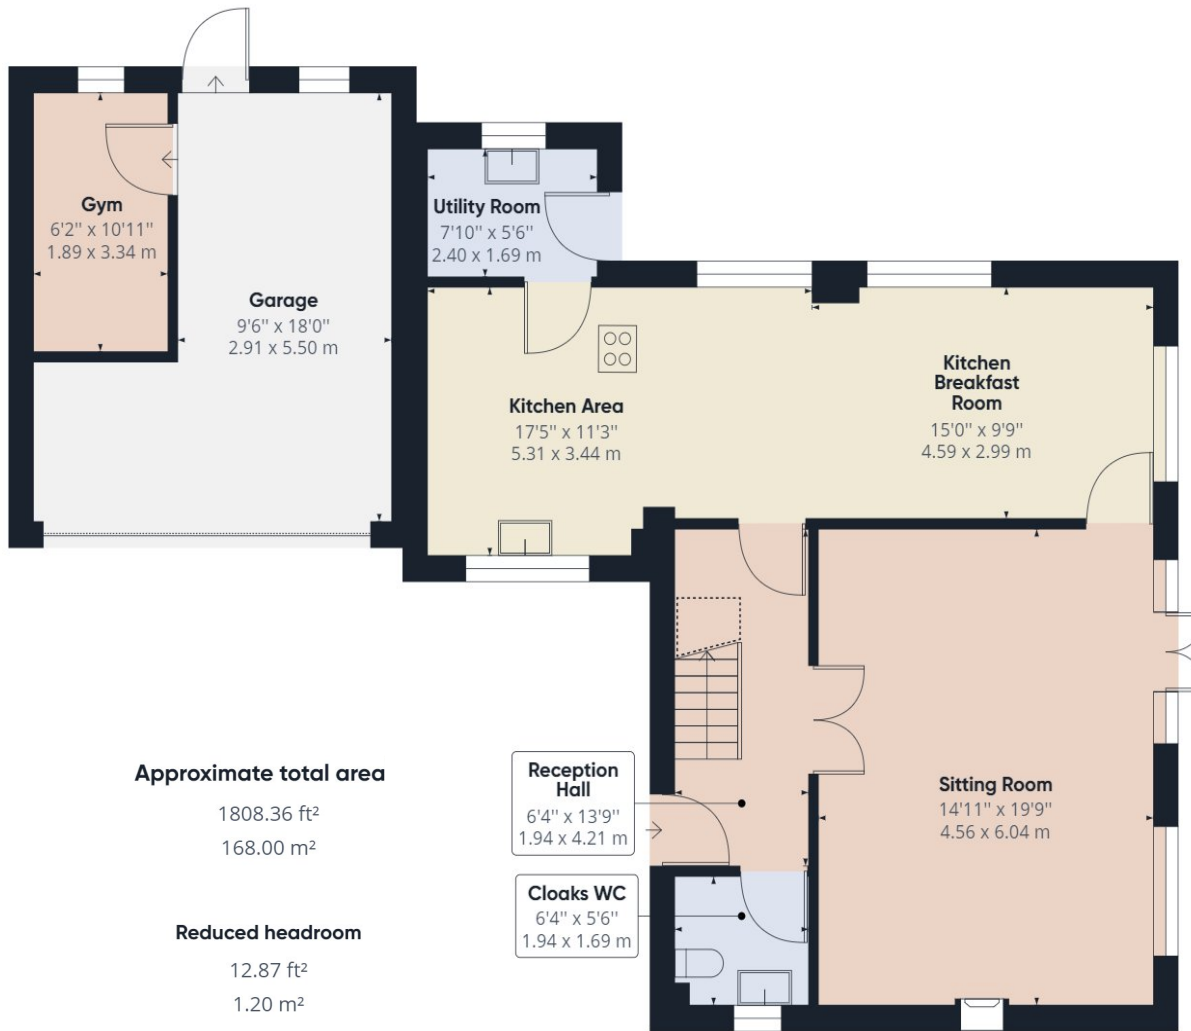 Gym
6'2" x 10'11"
1.89 x 3.34 m
Utility Room
7'10" x 5'6"
2.40 x 1.69 m
Garage
9'6" x 18'0"
2.91 x 5.50 m
Kitchen Area
17'5" x 11'3"
5.31 x 3.44 m
Kitchen
Breakfast
Room
15'0" x 9'9"
4.59 x 2.99 m
Reception
Hall
6'4" x 13'9"
1.94 x 4.21 m
Sitting Room
14'11" x 19'9"
4.56 x 6.04 m
Cloaks WC
6'4" x 5'6"
1.94 x 1.69 m
Approximate total area
1808.36 ft²
168.00 m²
Reduced headroom
12.87 ft²
1.20 m²